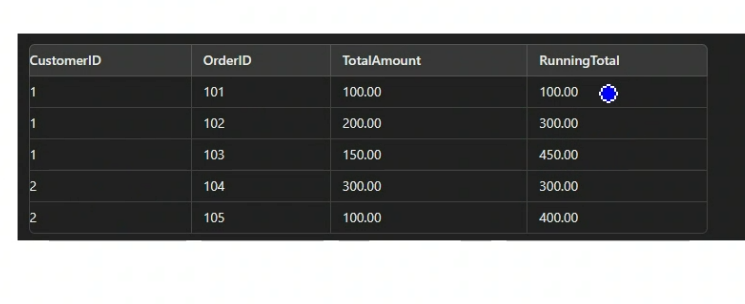 CustomerID OrderID TotalAmount RunningTotal
1 101 100.00 100.00
1 102 200.00 300.00
1 103 150.00 450.00
2 104 300.00 300.00
2 105 100.00 400.00